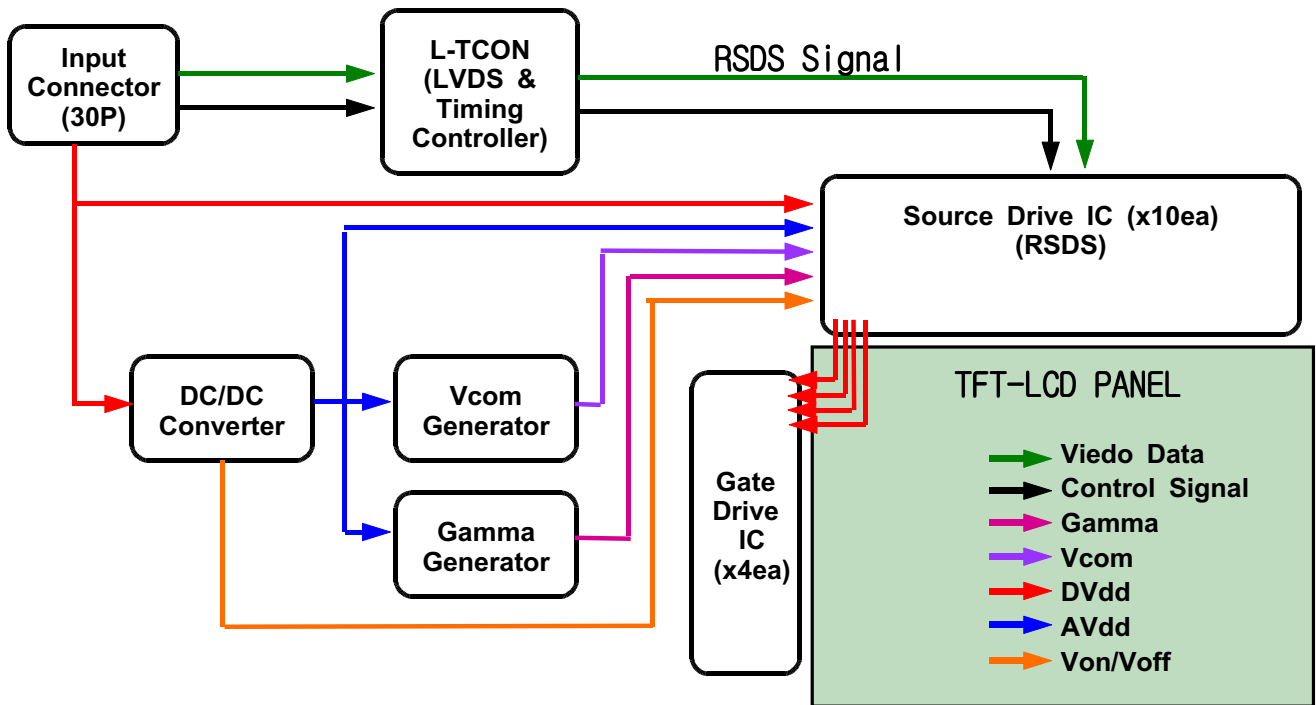 Input
Connector
(30P)
L-TCON
(LVDS &
Timing
Controller)
RSDS Signal
Source Drive IC (x10ea)
(RSDS)
DC/DC
Converter
Vcom
Generator
Gamma
Generator
Gate
Drive
IC
(x4ea)
TFT-LCD PANEL
Viedo Data
Control Signal
Gamma
Vcom
DVdd
AVdd
Von/Voff